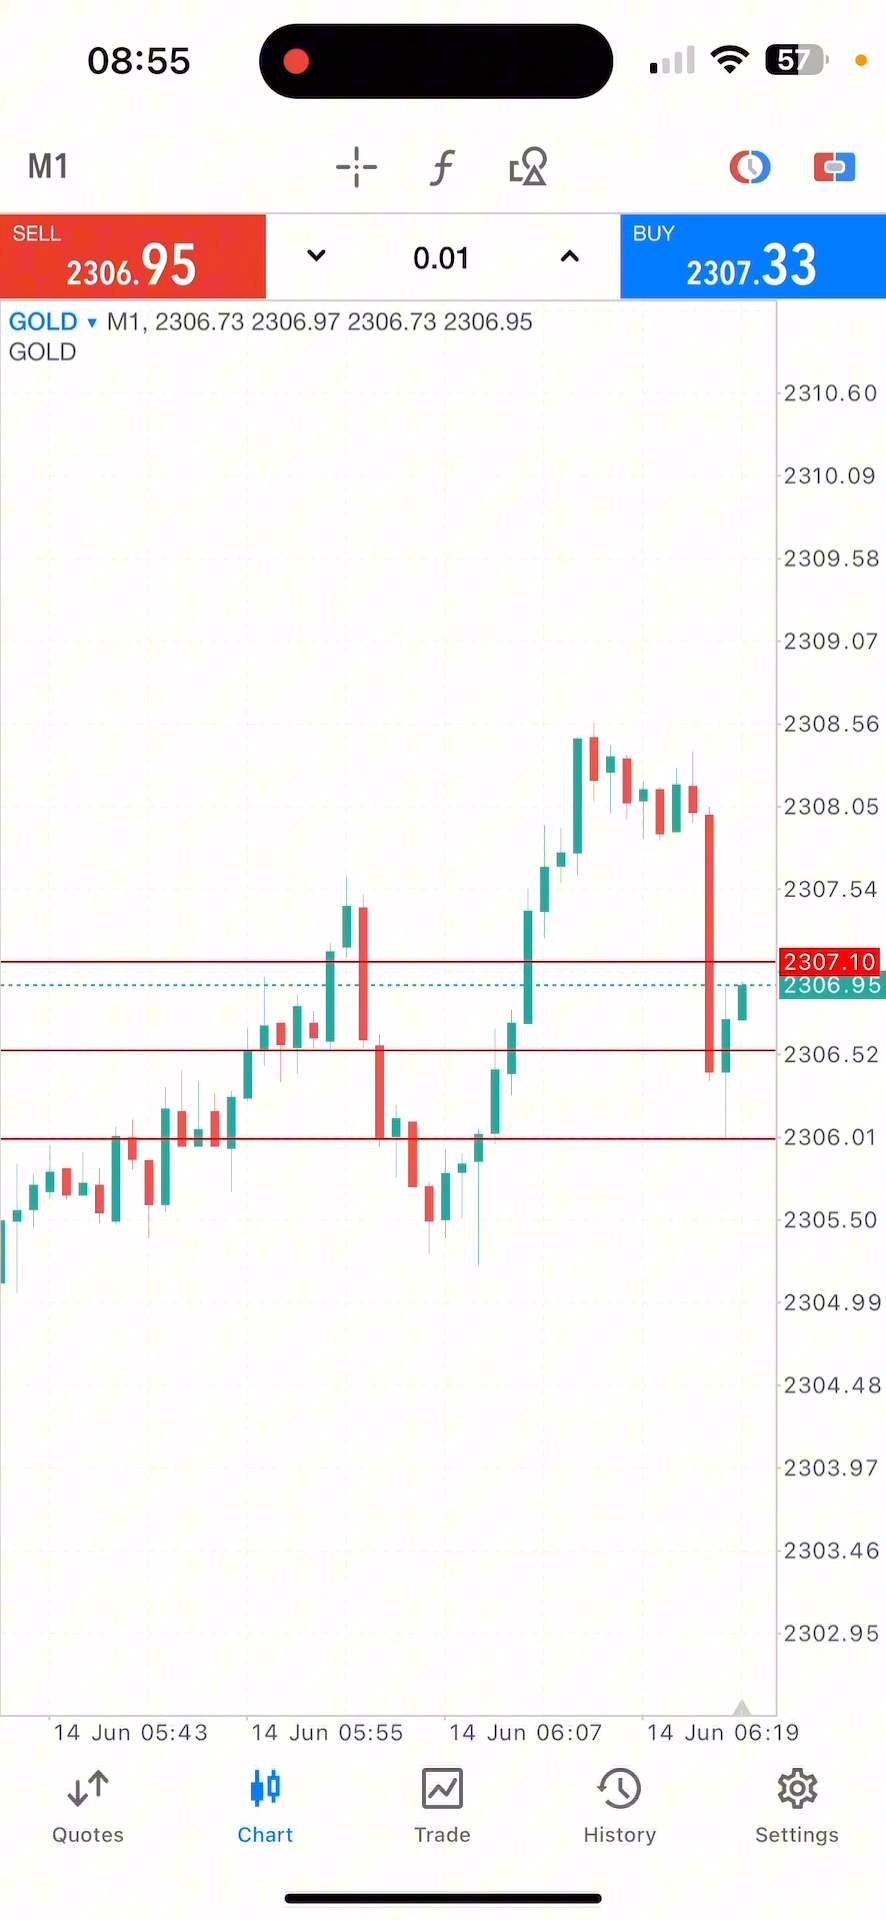 08:55
57
M1
f
SELL
2306.95
0.01
BUY
2307.33
GOLD ▾ M1, 2306.73 2306.97 2306.73 2306.95
GOLD
2310.60
2310.09
2309.58
2309.07
2308.56
2308.05
2307.54
2307.10
2306.95
2306.52
2306.01
2305.50
2304.99
2304.48
2303.97
2303.46
2302.95
14 Jun 05:43
14 Jun 05:55
14 Jun 06:07
14 Jun 06:19
Quotes
Chart
Trade
History
Settings